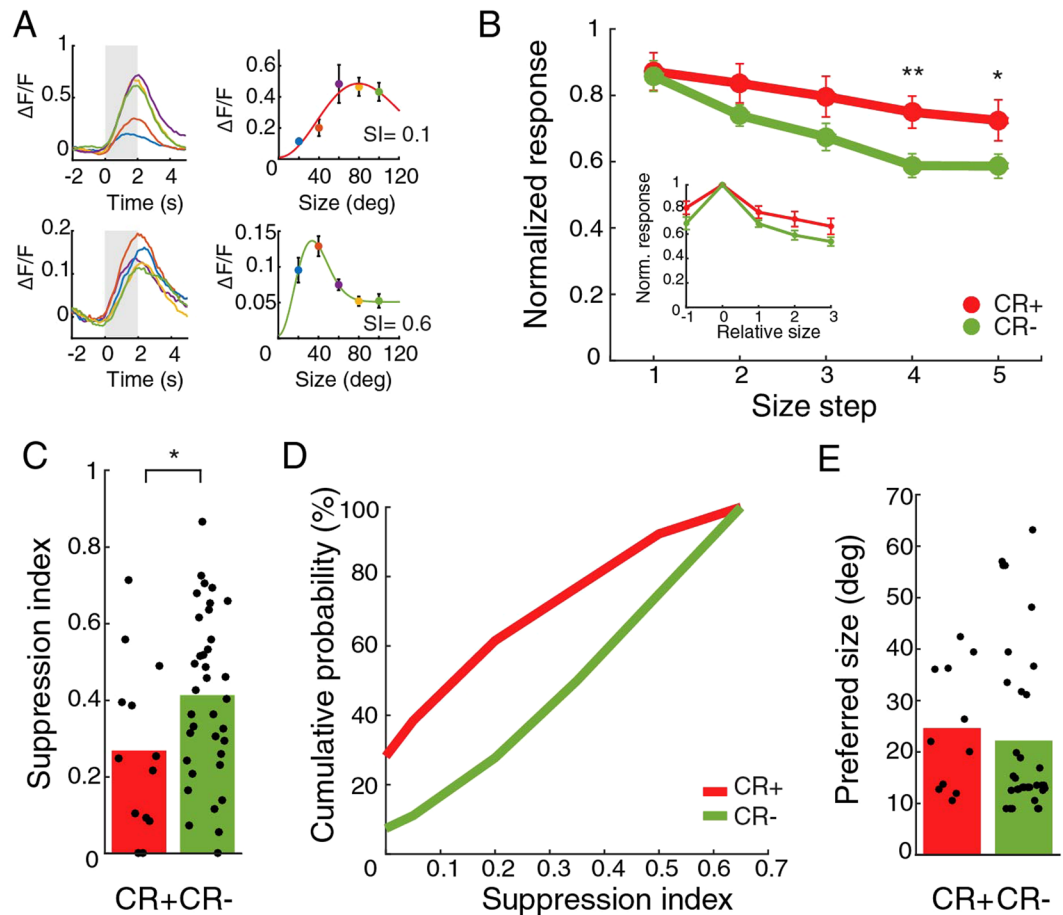 A
ΔF/F
1
0.5
0
-2 0 2 4
Time (s)
ΔF/F
0.6
0.4
0.2
0
0 40 80 120
SI= 0.1
Size (deg)
ΔF/F
0.2
0.1
0
-2 0 2 4
Time (s)
ΔF/F
0.15
0.10
0.05
0 40 80 120
SI= 0.6
Size (deg)
B
Normalized response
1
0.8
0.6
0.4
0.2
0
** *
1 2 3 4 5
Size step
Norm. response
1
0.8
0.6
0.4
0.2
0
-1 0 1 2 3
Relative size
CR+
CR-
C
Suppression index
*
1
0.8
0.6
0.4
0.2
0
CR+CR-
D
Cumulative probability (%)
100
80
60
40
20
0 0.1 0.2 0.3 0.4 0.5 0.6 0.7
Suppression index
CR+
CR-
E
Preferred size (deg)
70
60
50
40
30
20
10
0
CR+CR-